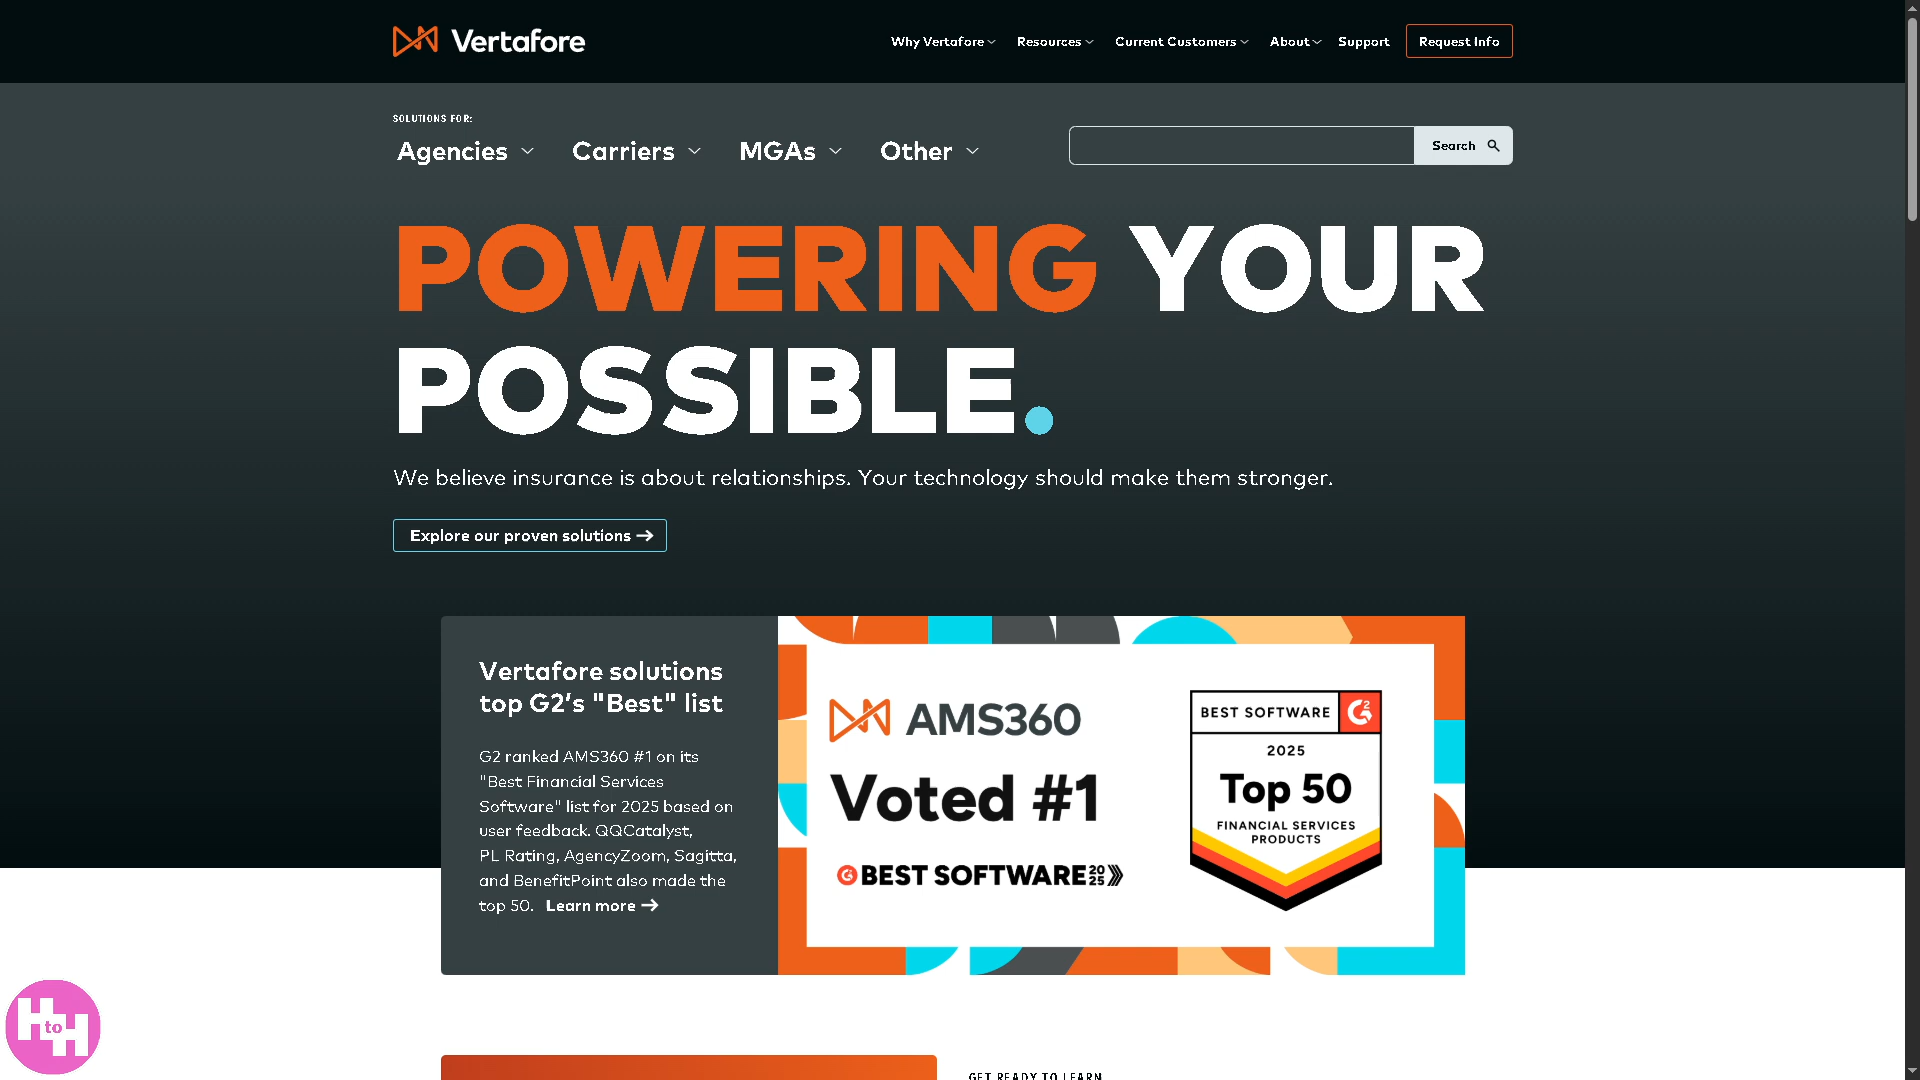 Vertafore
Why Vertafore
Resources
Current Customers
About
Support
Request Info
SOLUTIONS FOR:
Agencies
Carriers
MGAs
Other
Search
POWERING YOUR
POSSIBLE.
We believe insurance is about relationships. Your technology should make them stronger.
Explore our proven solutions
Vertafore solutions
top G2’s "Best" list
G2 ranked AMS360 #1 on its
"Best Financial Services
Software" list for 2025 based on
user feedback. QQCatalyst,
PL Rating, AgencyZoom, Sagitta,
and BenefitPoint also made the
top 50. Learn more
AMS360
Voted #1
G2 BEST SOFTWARE 2025
BEST SOFTWARE G2
2025
Top 50
FINANCIAL SERVICES
PRODUCTS
H to H
GET READY TO LEARN